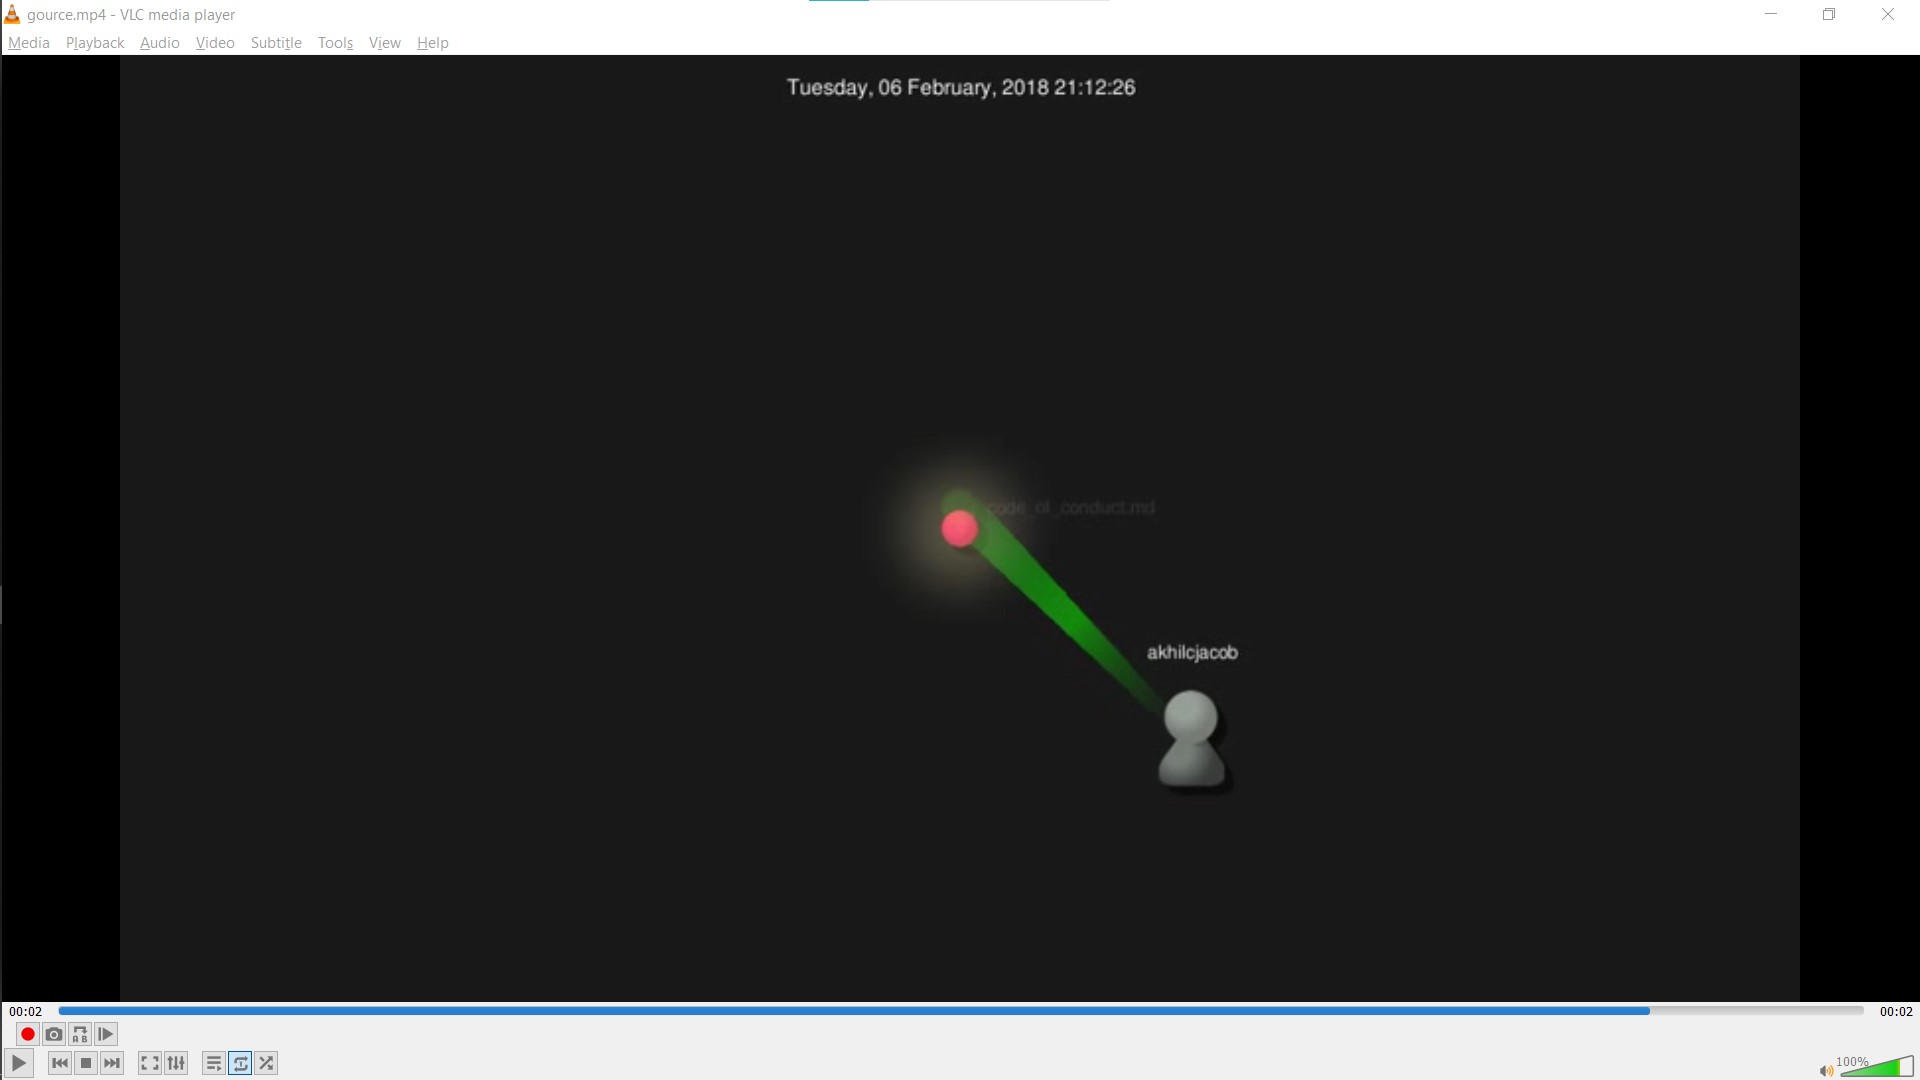 gource.mp4 - VLC media player
Media Playback Audio Video Subtitle Tools View Help
Tuesday, 06 February, 2018 21:12:26
code_of_conduct.md
akhilcjacob
00:02 00:02
A B
100%